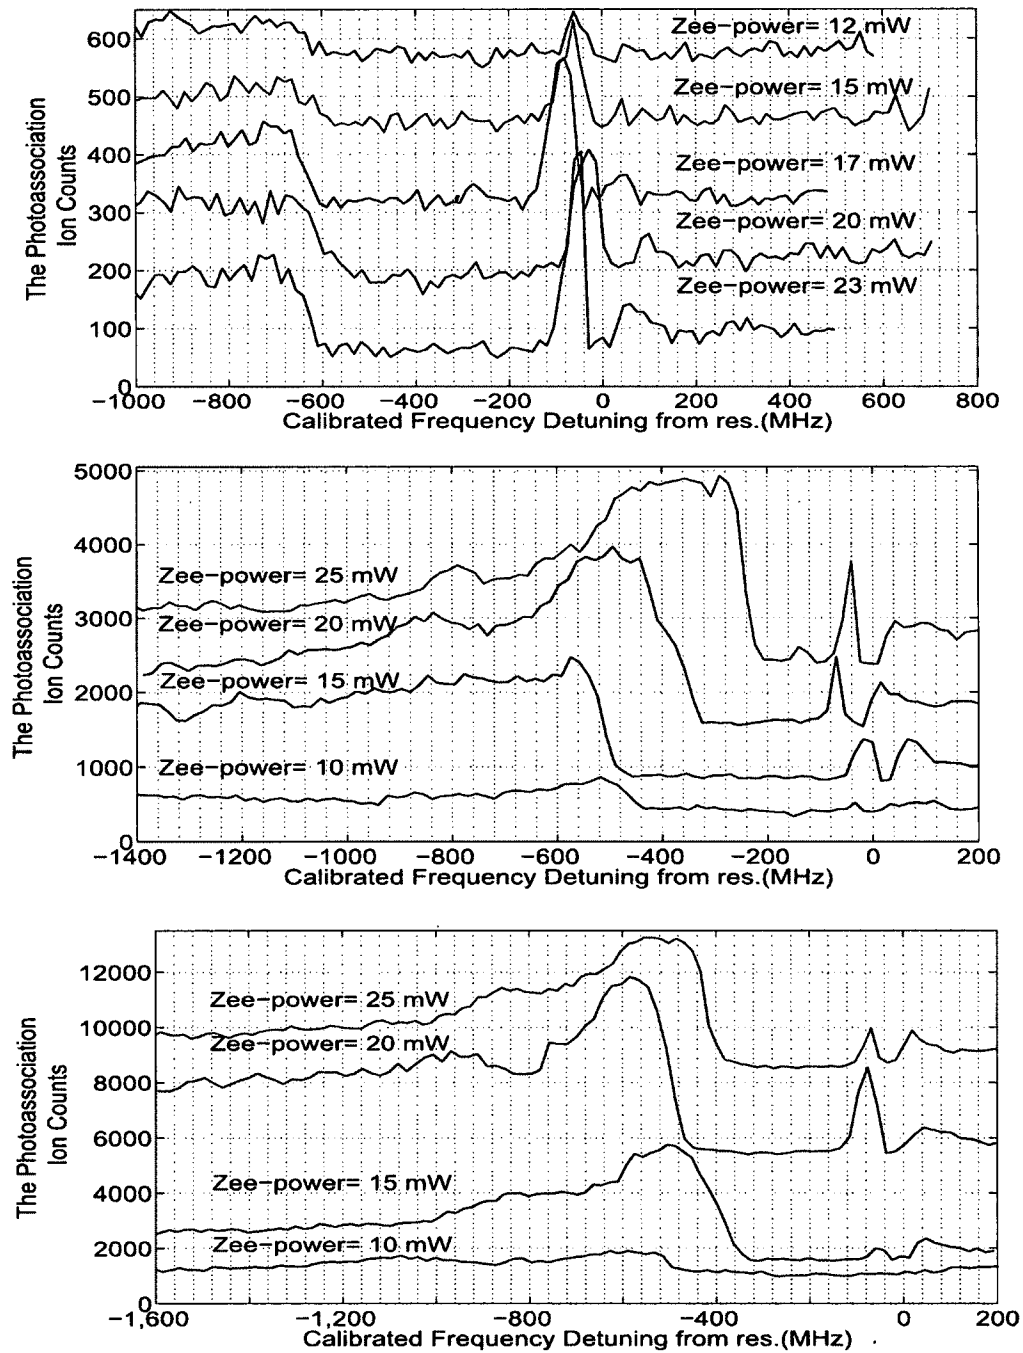 The Photoassociation
Ion Counts
600
500
400
300
200
100
0
Zee-power= 12 mW
Zee-power= 15 mW
Zee-power= 17 mW
Zee-power= 20 mW
Zee-power= 23 mW
-1000 -800 -600 -400 -200 0 200 400 600 800
Calibrated Frequency Detuning from res.(MHz)
The Photoassociation
Ion Counts
5000
4000
3000
2000
1000
0
Zee-power= 25 mW
Zee-power= 20 mW
Zee-power= 15 mW
Zee-power= 10 mW
-1400 -1200 -1000 -800 -600 -400 -200 0 200
Calibrated Frequency Detuning from res.(MHz)
The Photoassociation
Ion Counts
12000
10000
8000
6000
4000
2000
0
Zee-power= 25 mW
Zee-power= 20 mW
Zee-power= 15 mW
Zee-power= 10 mW
-1,600 -1,200 -800 -400 0 200
Calibrated Frequency Detuning from res.(MHz)